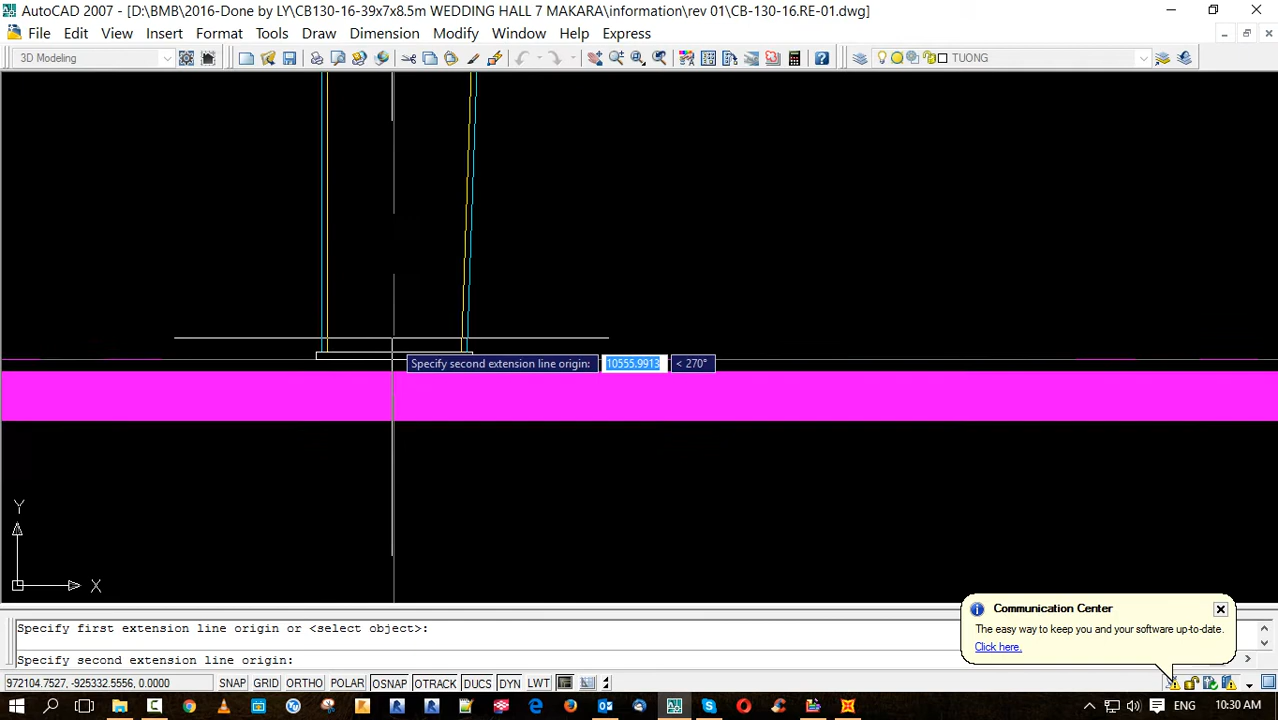 AutoCAD 2007 - [D:\BMB\2016-Done by LY\CB130-16-39x7x8.5m WEDDING HALL 7 MAKARA\information\rev 01\CB-130-16.RE-01.dwg]
File Edit View Insert Format Tools Draw Dimension Modify Window Help Express
3D Modeling TUONG
Specify second extension line origin: 10555.9913 < 270°
Y
X
Communication Center
The easy way to keep you and your software up-to-date.
Click here.
Specify first extension line origin or <select object>:
Specify second extension line origin:
972104.7527, -925332.5556, 0.0000 SNAP GRID ORTHO POLAR OSNAP OTRACK DUCS DYN LWT
ENG 10:30 AM